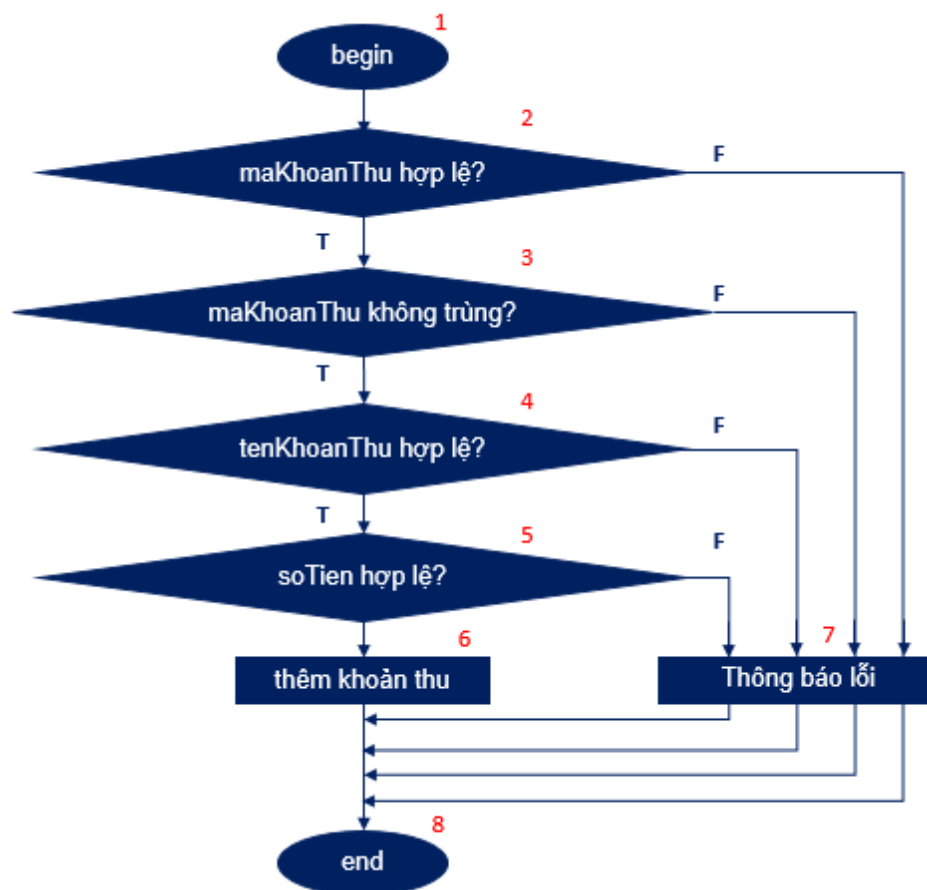 1
begin
2
maKhoanThu hợp lệ?
F
T
3
maKhoanThu không trùng?
F
T
4
tenKhoanThu hợp lệ?
F
T
5
soTien hợp lệ?
F
6
thêm khoản thu
7
Thông báo lỗi
8
end